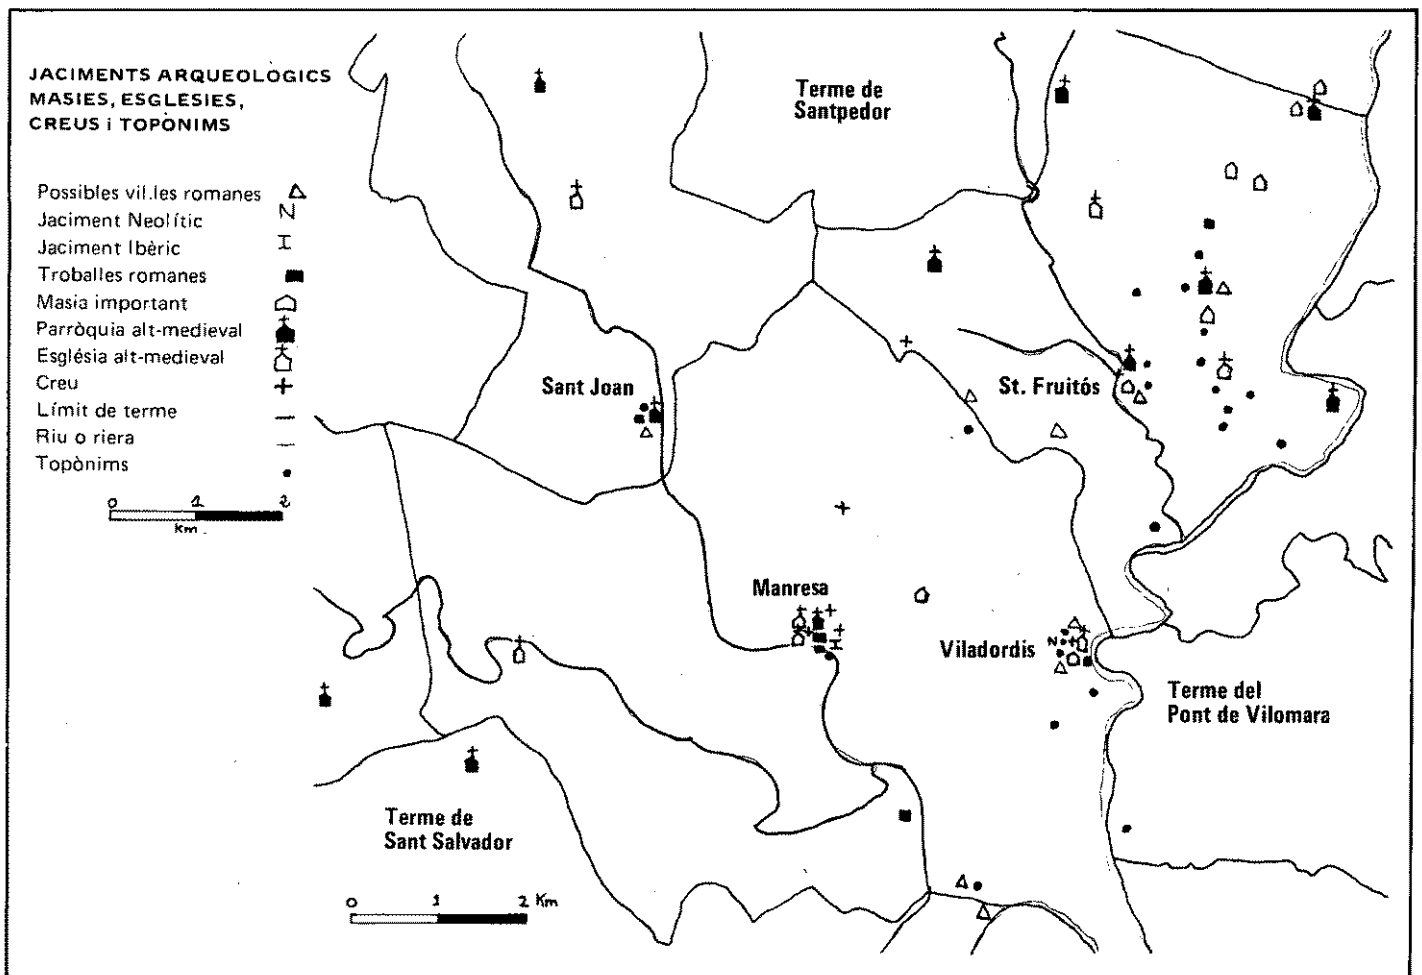 JACIMENTS ARQUEOLOGICS
MASIES, ESGLESIES,
CREUS i TOPÒNIMS
Possibles vil.les romanes
Jaciment Neolític
N
Jaciment Ibèric
Troballes romanes
Masia important
Parròquia alt-medieval
Església alt-medieval
Creu
Límit de terme
Riu o riera
Topònims
0 1 2
Km
Terme de
Santpedor
Sant Joan
St. Fruitós
Manresa
Viladordis
N
Terme del
Pont de Vilomara
Terme de
Sant Salvador
0 1 2 Km